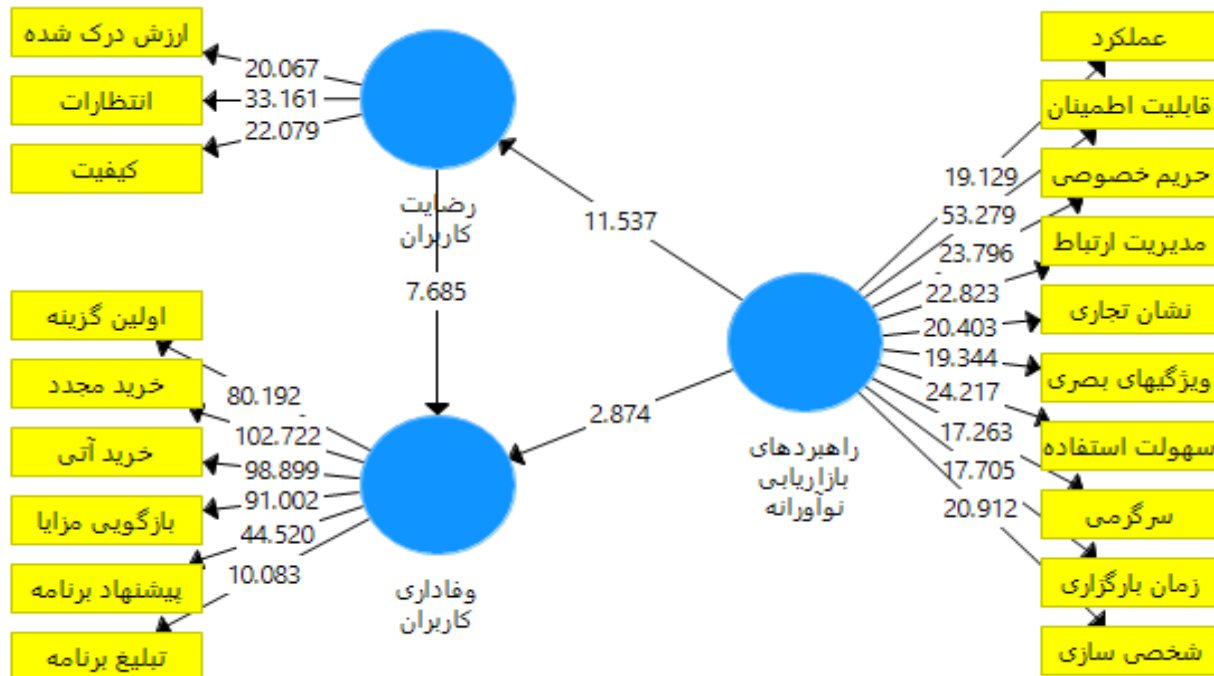 ارزش درک شده
انتظارات
کیفیت
20.067
33.161
22.079
رضایت
کاربران
11.537
7.685
2.874
اولین گزینه
خرید مجدد
خرید آتی
بازگویی مزایا
پیشنهاد برنامه
تبلیغ برنامه
80.192
102.722
98.899
91.002
44.520
10.083
وفاداری
کاربران
راهبردهای
بازاریابی
نوآورانه
عملکرد
قابلیت اطمینان
حریم خصوصی
مدیریت ارتباط
نشان تجاری
ویژگیهای بصری
سهولت استفاده
سرگرمی
زمان بارگزاری
شخصی سازی
19.129
53.279
23.796
22.823
20.403
19.344
24.217
17.263
17.705
20.912